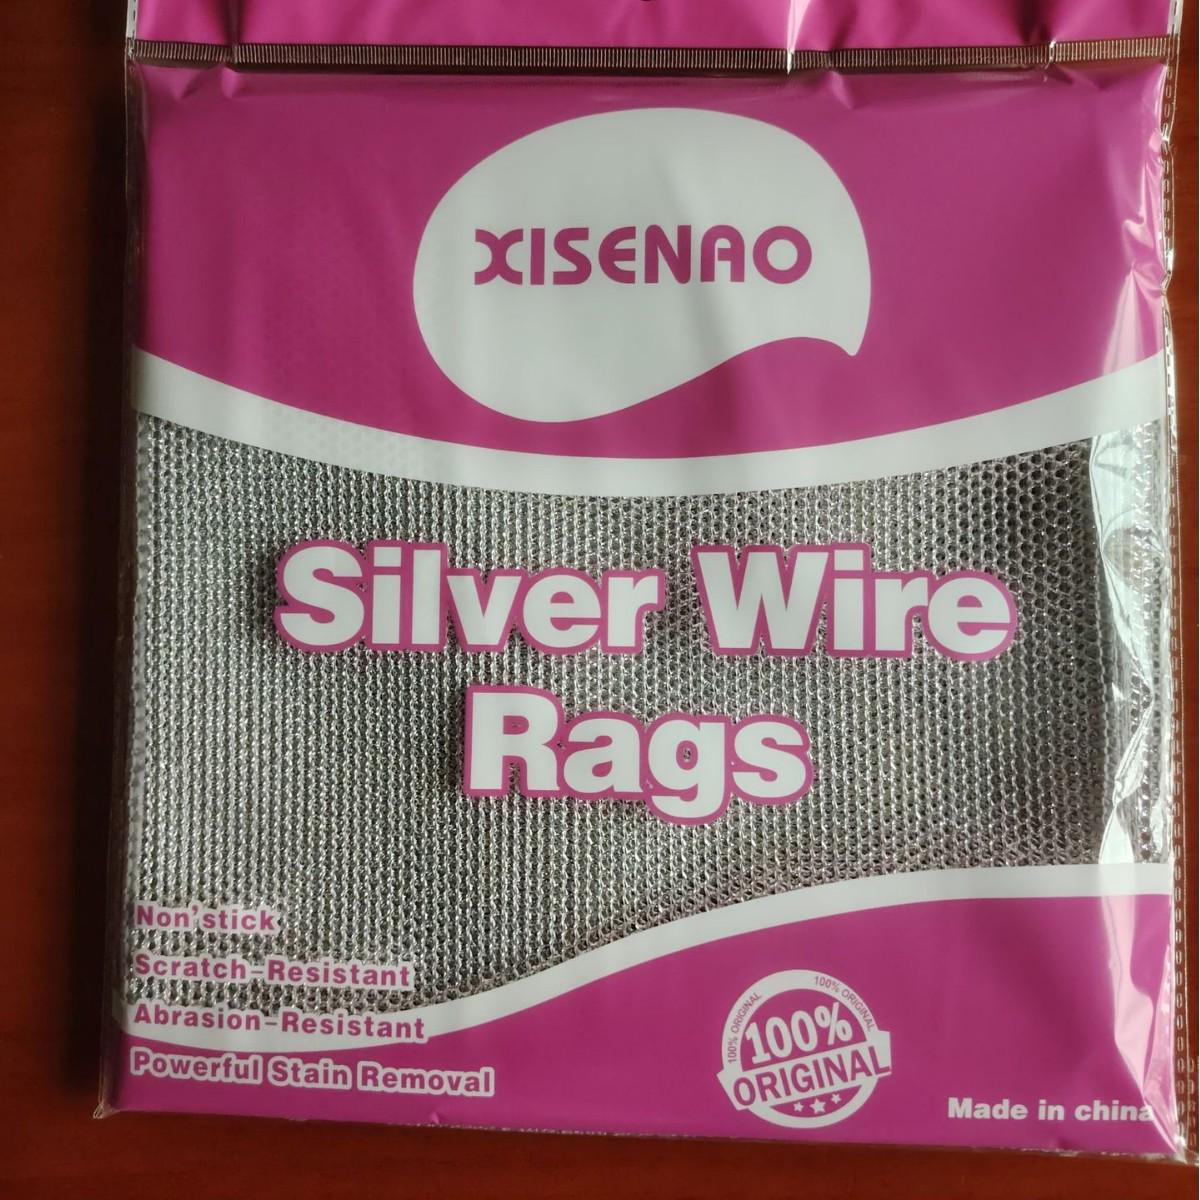 XISENAO
Silver Wire
Rags
Non'stick
Scratch-Resistant
Abrasion-Resistant
Powerful Stain Removal
100% ORIGINAL
100% ORIGINAL
100%
ORIGINAL
Made in china